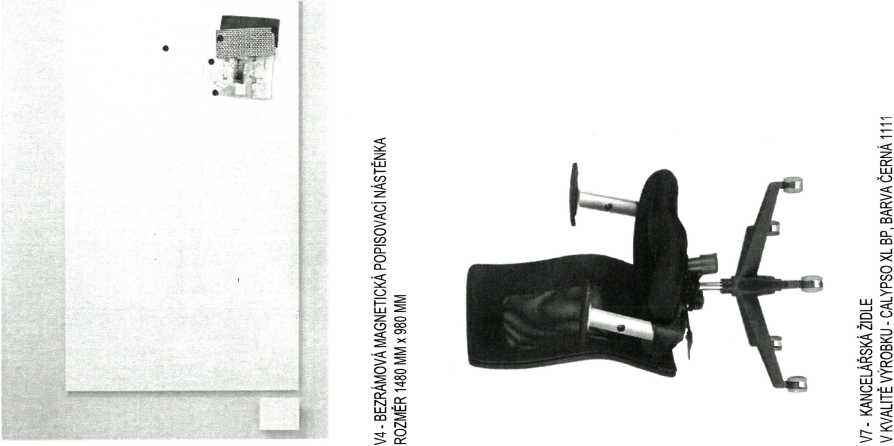 V4 - BEZRÁMOVÁ MAGNETICKÁ POPISOVACÍ NÁSTĚNKA
ROZMĚR 1480 MM x 980 MM
V7 - KANCELÁŘSKÁ ŽIDLE
V KVALITĚ VÝROBKU - CALYPSO XL BP, BARVA ČERNÁ 1111